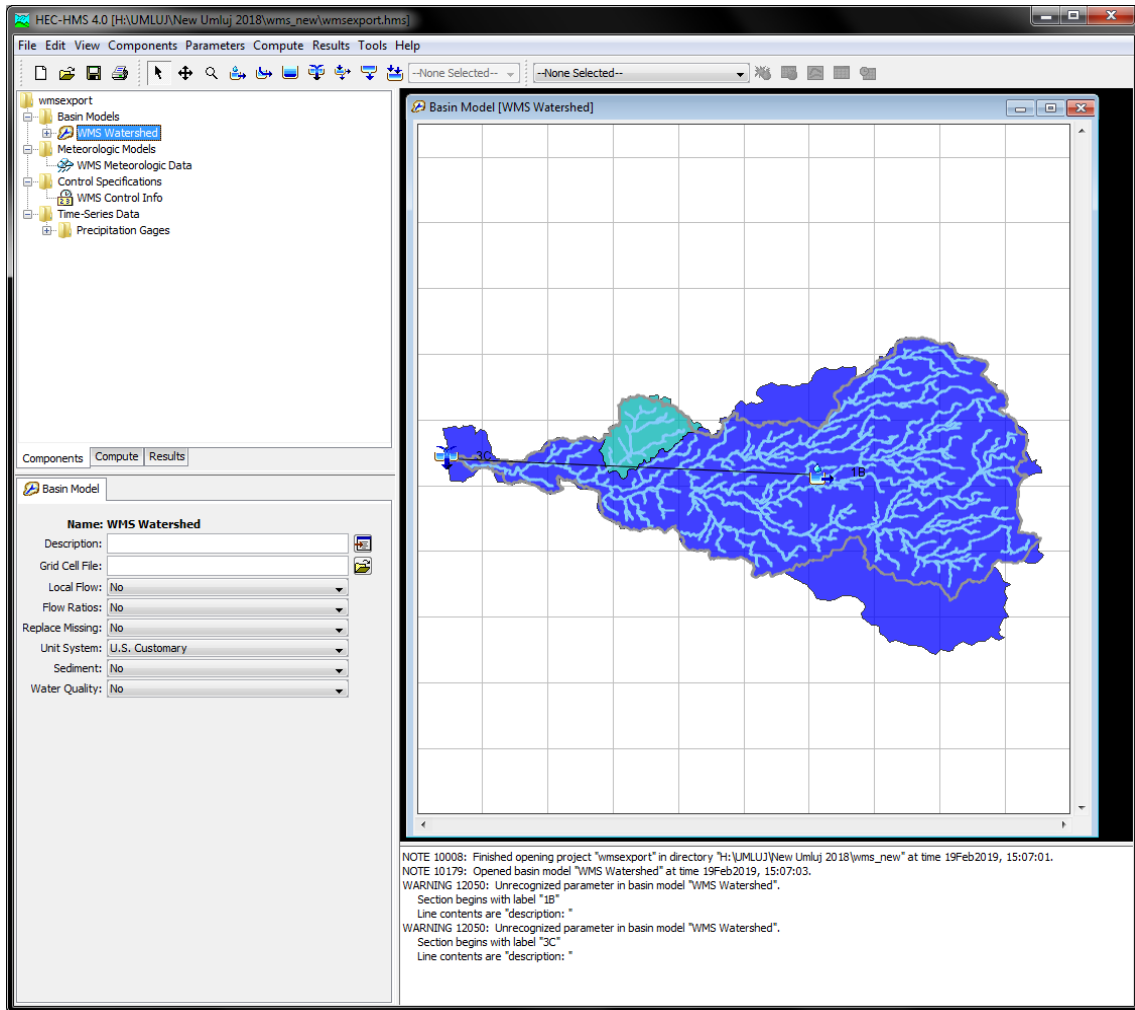 HEC-HMS 4.0 [H:\UMLUJ\New Umluj 2018\wms_new\wmsexport.hms]
File Edit View Components Parameters Compute Results Tools Help
--None Selected-- --None Selected--
wmsexport
Basin Models
WMS Watershed
Meteorologic Models
WMS Meteorologic Data
Control Specifications
WMS Control Info
Time-Series Data
Precipitation Gages
Components Compute Results
Basin Model
Name: WMS Watershed
Description:
Grid Cell File:
Local Flow: No
Flow Ratios: No
Replace Missing: No
Unit System: U.S. Customary
Sediment: No
Water Quality: No
Basin Model [WMS Watershed]
3C
1B
NOTE 10008: Finished opening project "wmsexport" in directory "H:\UMLUJ\New Umluj 2018\wms_new" at time 19Feb2019, 15:07:01.
NOTE 10179: Opened basin model "WMS Watershed" at time 19Feb2019, 15:07:03.
WARNING 12050: Unrecognized parameter in basin model "WMS Watershed".
Section begins with label "1B"
Line contents are "description: "
WARNING 12050: Unrecognized parameter in basin model "WMS Watershed".
Section begins with label "3C"
Line contents are "description: "